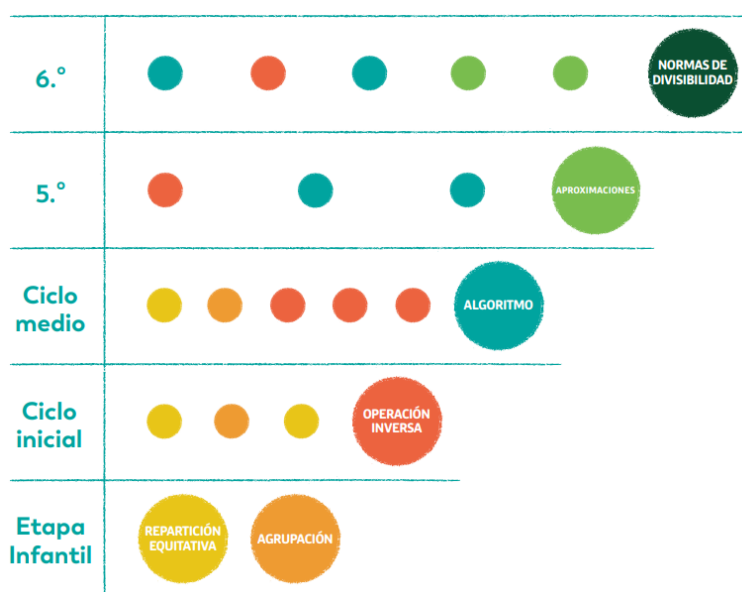 6.°
NORMAS DE
DIVISIBILIDAD
5.°
APROXIMACIONES
Ciclo
medio
ALGORITMO
Ciclo
inicial
OPERACIÓN
INVERSA
Etapa
Infantil
REPARTICIÓN
EQUITATIVA
AGRUPACIÓN